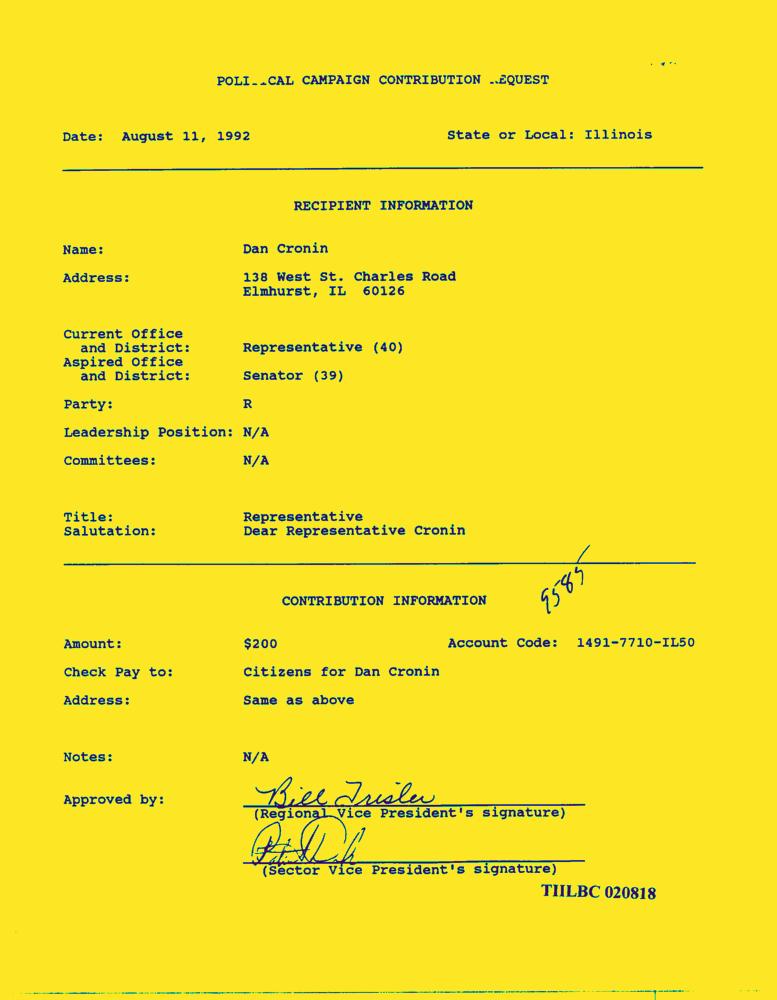 POLI CAL CAMPAIGN CONTRIBUTION EQUEST
Date: August 11, 1992 State or Local: Illinois
RECIPIENT INFORMATION
Name: Dan Cronin
Address: 138 West St. Charles Road
Elmhurst, IL 60126
Current Office
and District: Representative (40)
Aspired Office
and District: Senator (39)
Party: R
Leadership Position: N/A
Committees: N/A
Title: Representative
Salutation: Dear Representative Cronin
9587
CONTRIBUTION INFORMATION
Amount: $200 Account Code: 1491-7710-IL50
Check Pay to: Citizens for Dan Cronin
Address: Same as above
Notes: N/A
Approved by: Bill Trisler
(Regional Vice President's signature)
(Sector Vice President's signature)
TIILBC 020818